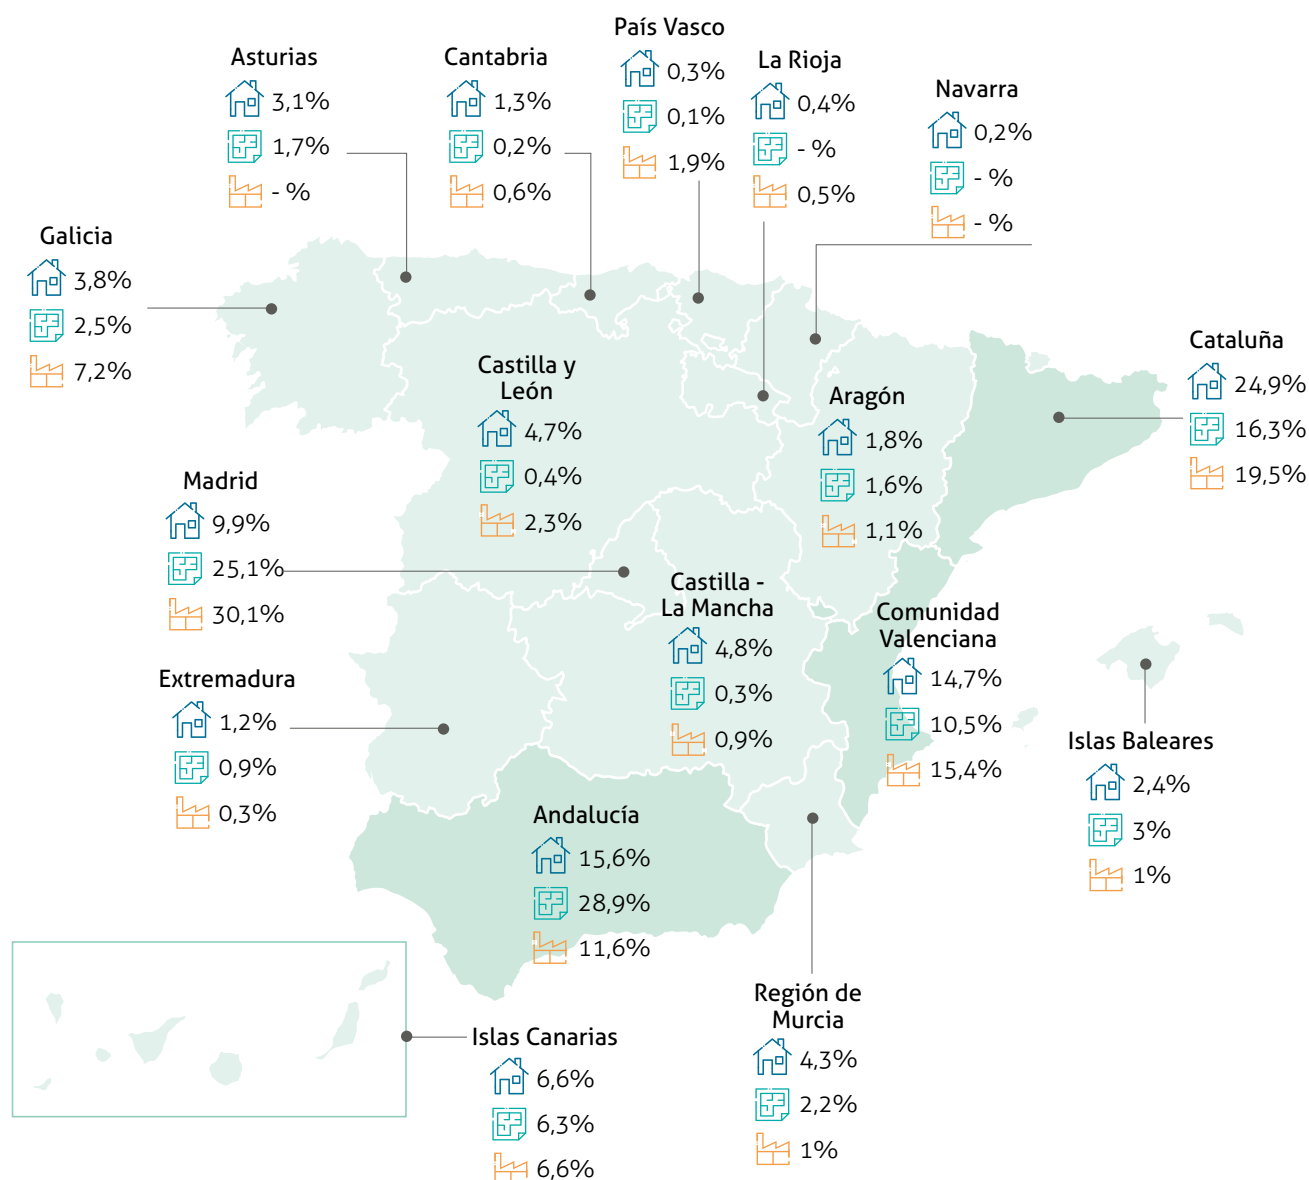 País Vasco
0,3%
0,1%
1,9%
Asturias
3,1%
1,7%
- %
Cantabria
1,3%
0,2%
0,6%
La Rioja
0,4%
- %
0,5%
Navarra
0,2%
- %
- %
Galicia
3,8%
2,5%
7,2%
Cataluña
24,9%
16,3%
19,5%
Castilla y
León
4,7%
0,4%
2,3%
Aragón
1,8%
1,6%
1,1%
Madrid
9,9%
25,1%
30,1%
Castilla -
La Mancha
4,8%
0,3%
0,9%
Comunidad
Valenciana
14,7%
10,5%
15,4%
Extremadura
1,2%
0,9%
0,3%
Islas Baleares
2,4%
3%
1%
Andalucía
15,6%
28,9%
11,6%
Región de
Murcia
4,3%
2,2%
1%
Islas Canarias
6,6%
6,3%
6,6%